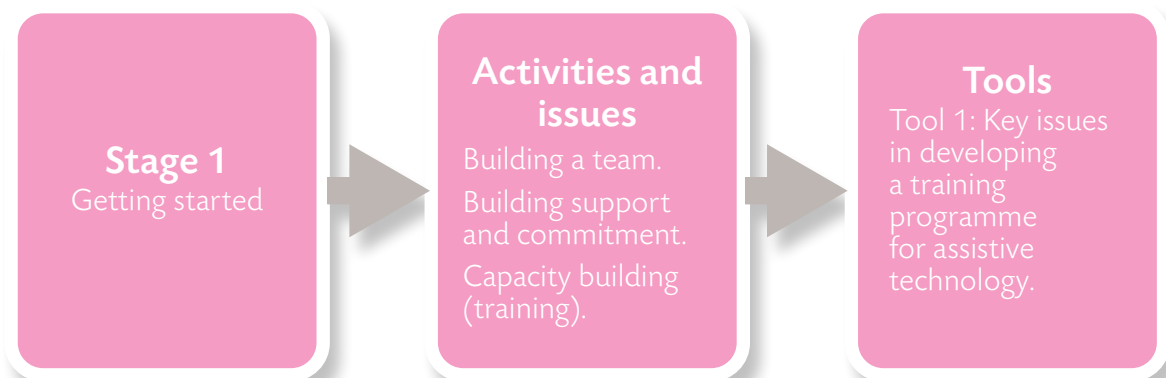 Stage 1
Getting started
Activities and
issues
Building a team.
Building support
and commitment.
Capacity building
(training).
Tools
Tool 1: Key issues
in developing
a training
programme
for assistive
technology.